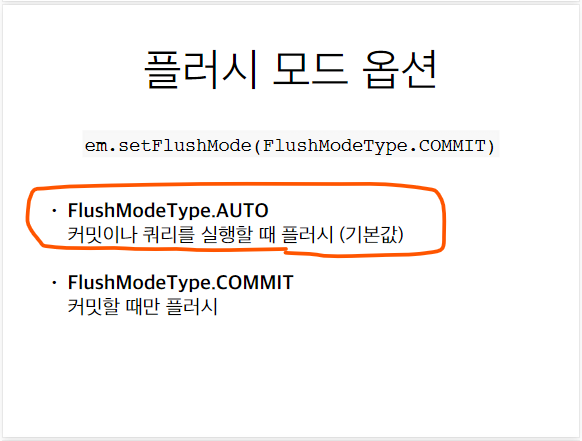 플러시 모드 옵션
em.setFlushMode(FlushModeType.COMMIT)
• FlushModeType.AUTO
커밋이나 쿼리를 실행할 때 플러시 (기본값)
• FlushModeType.COMMIT
커밋할 때만 플러시